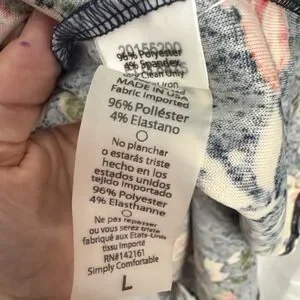 96% Polyester
4% Spandex
Dry Clean Only
iron
MADE IN USA
Fabric Imported
96% Poliéster
4% Elastano
No planchar
o estarás triste
hecho en los
estados unidos
tejido importado
96% Polyester
4% Elasthanne
Ne pas repasser
ou vous serez triste
fabriqué aux Etats-Unis
tissu importé
RN#142161
Simply Comfortable
L